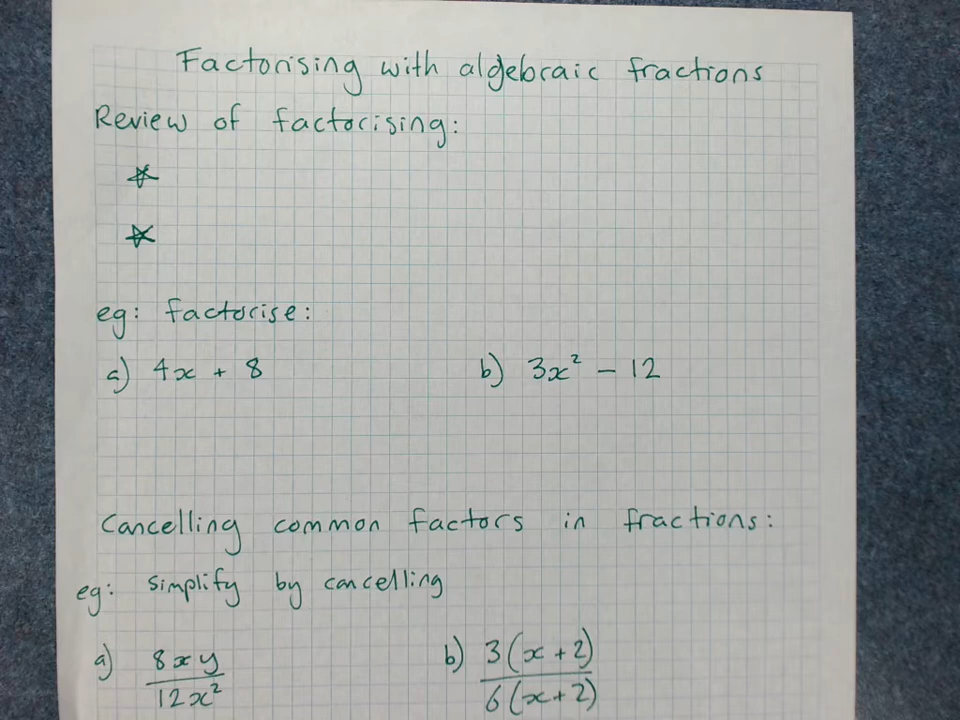 Factorising with algebraic fractions
Review of factorising:
☆
☆
eg: factorise:
a) 4x + 8 b) 3x² − 12
Cancelling common factors in fractions:
eg: simplify by cancelling
a) 8xy / 12x² b) 3(x+2) / 6(x+2)